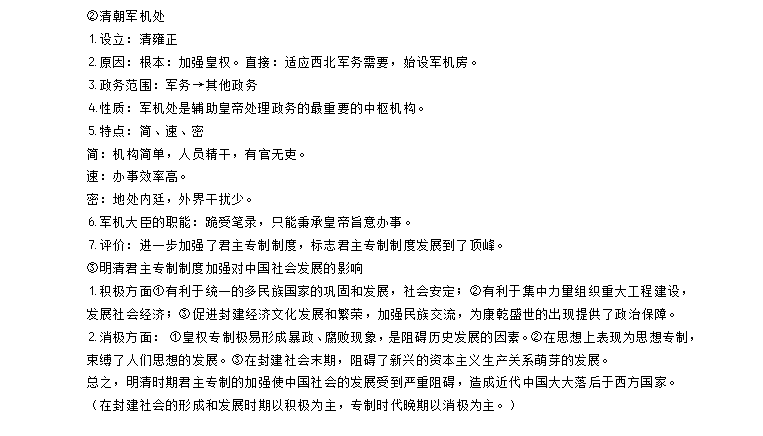 ②清朝军机处
1.设立：清雍正
2.原因：根本：加强皇权。直接：适应西北军务需要，始设军机房。
3.政务范围：军务→其他政务
4.性质：军机处是辅助皇帝处理政务的最重要的中枢机构。
5.特点：简、速、密
简：机构简单，人员精干，有官无吏。
速：办事效率高。
密：地处内廷，外界干扰少。
6.军机大臣的职能：跪受笔录，只能秉承皇帝旨意办事。
7.评价：进一步加强了君主专制制度，标志君主专制制度发展到了顶峰。
③明清君主专制制度加强对中国社会发展的影响
1.积极方面①有利于统一的多民族国家的巩固和发展，社会安定；②有利于集中力量组织重大工程建设，
发展社会经济；③促进封建经济文化发展和繁荣，加强民族交流，为康乾盛世的出现提供了政治保障。
2.消极方面： ①皇权专制极易形成暴政、腐败现象，是阻碍历史发展的因素。②在思想上表现为思想专制，
束缚了人们思想的发展。③在封建社会末期，阻碍了新兴的资本主义生产关系萌芽的发展。
总之，明清时期君主专制的加强使中国社会的发展受到严重阻碍，造成近代中国大大落后于西方国家。
（在封建社会的形成和发展时期以积极为主，专制时代晚期以消极为主。）